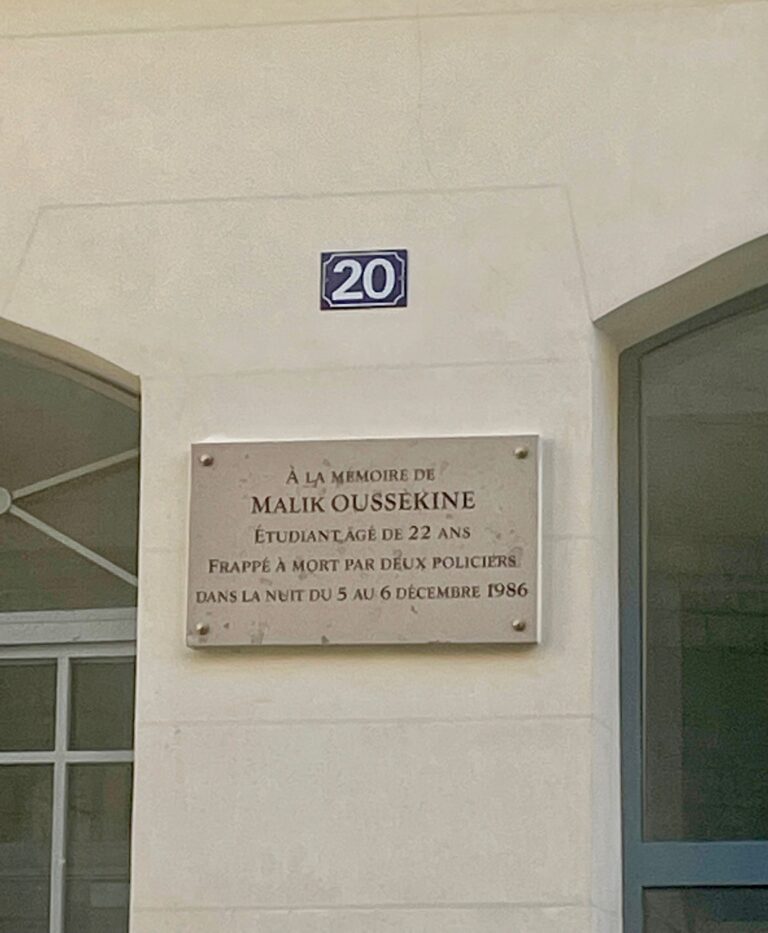 20
À LA MÉMOIRE DE
MALIK OUSSEKINE
ÉTUDIANT ÂGÉ DE 22 ANS
FRAPPÉ À MORT PAR DEUX POLICIERS
DANS LA NUIT DU 5 AU 6 DÉCEMBRE 1986